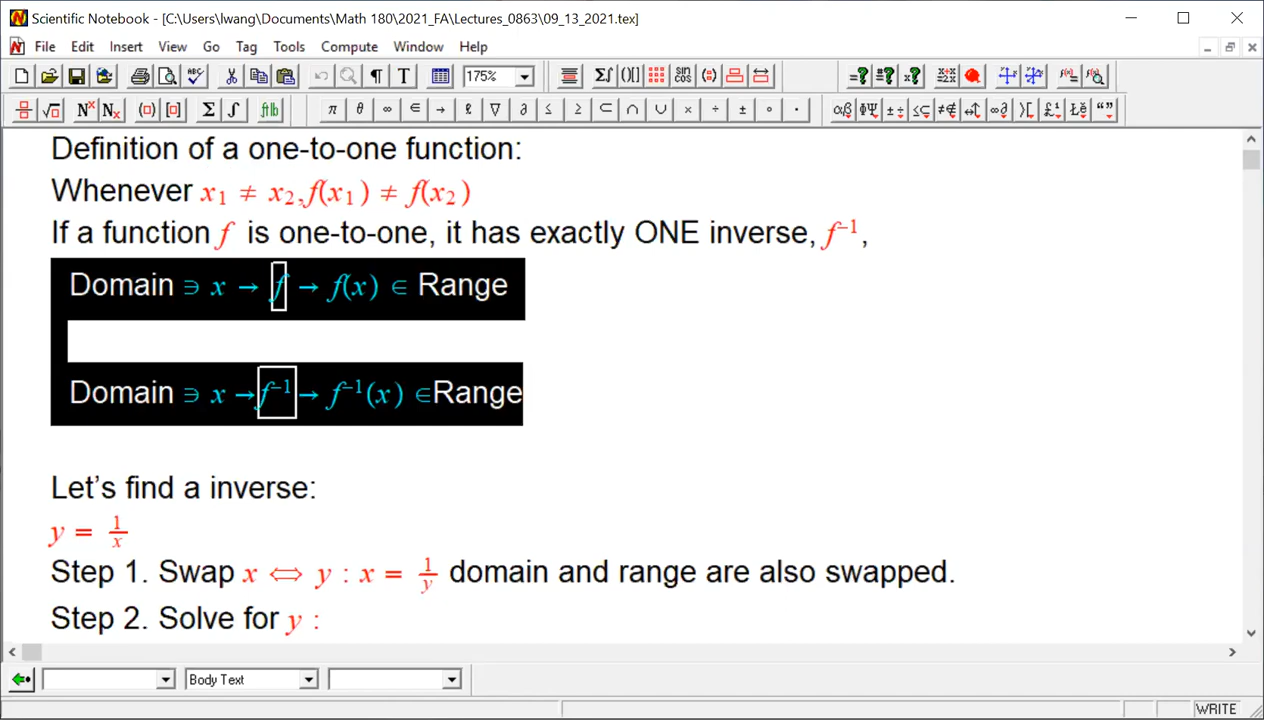 Scientific Notebook - [C:\Users\lwang\Documents\Math 180\2021_FA\Lectures_0863\09_13_2021.tex]
File Edit Insert View Go Tag Tools Compute Window Help
175%
π θ ∞ ∈ → ℓ ∇ ∂ ≤ ≥ ⊂ ∩ ∪ × ÷ ± ∘ ·
Definition of a one-to-one function:
Whenever x₁ ≠ x₂, f(x₁) ≠ f(x₂)
If a function f is one-to-one, it has exactly ONE inverse, f⁻¹,
Domain ∋ x → f → f(x) ∈ Range
Domain ∋ x → f⁻¹ → f⁻¹(x) ∈Range
Let’s find a inverse:
y = 1/x
Step 1. Swap x ⇔ y : x = 1/y domain and range are also swapped.
Step 2. Solve for y :
Body Text
WRITE